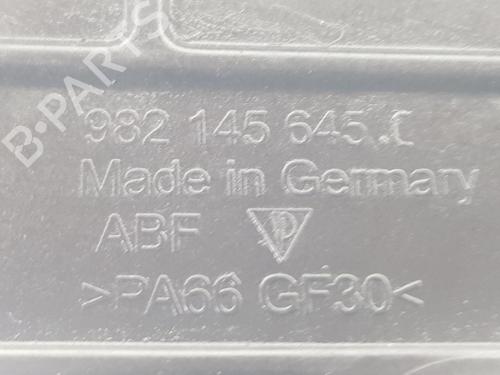 B-PARTS
982 145 645
Made in Germany
ABF
>PA66 GF30<